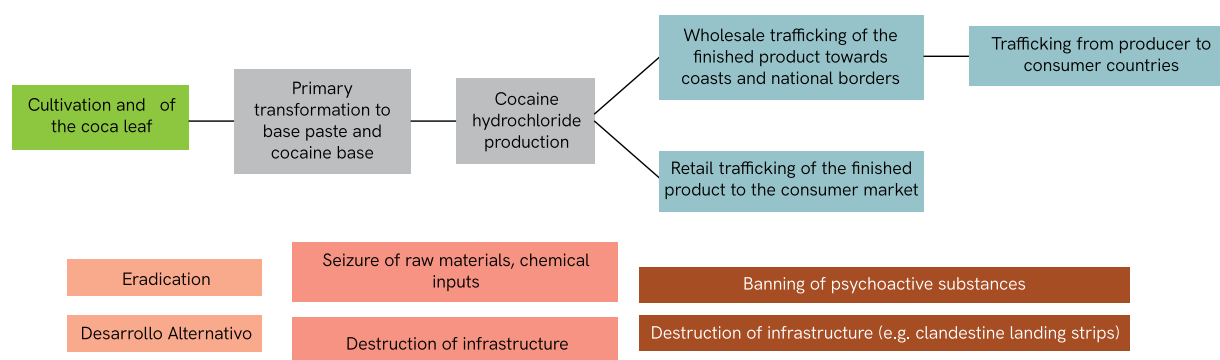 Cultivation and of
the coca leaf
Primary
transformation to
base paste and
cocaine base
Cocaine
hydrochloride
production
Wholesale trafficking of the
finished product towards
coasts and national borders
Trafficking from producer to
consumer countries
Retail trafficking of the finished
product to the consumer market
Eradication
Seizure of raw materials, chemical
inputs
Banning of psychoactive substances
Desarrollo Alternativo
Destruction of infrastructure
Destruction of infrastructure (e.g. clandestine landing strips)